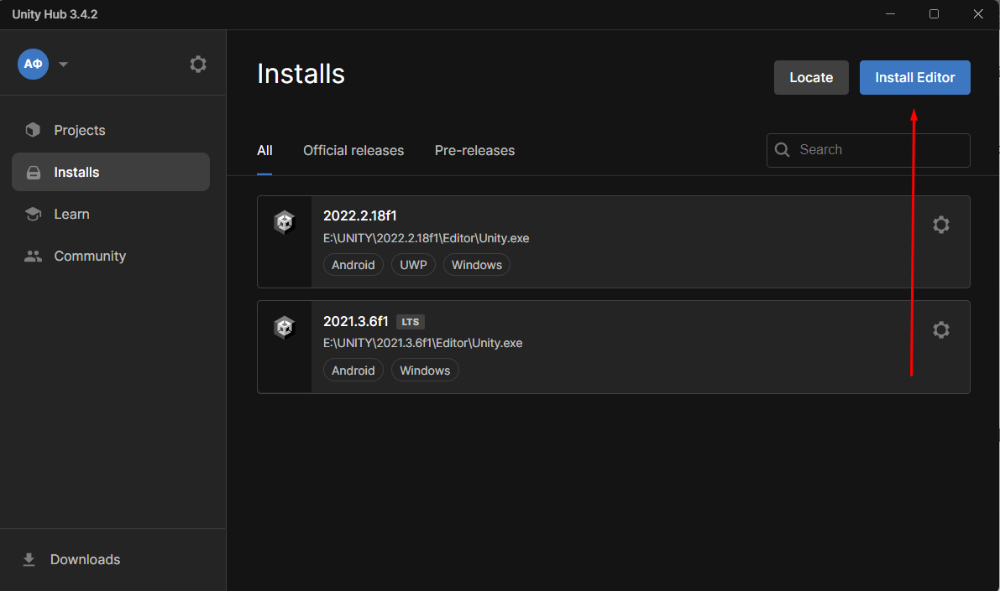 Unity Hub 3.4.2
АФ
Projects
Installs
Learn
Community
Downloads
Installs
Locate
Install Editor
All Official releases Pre-releases
Search
2022.2.18f1
E:\UNITY\2022.2.18f1\Editor\Unity.exe
Android UWP Windows
2021.3.6f1 LTS
E:\UNITY\2021.3.6f1\Editor\Unity.exe
Android Windows